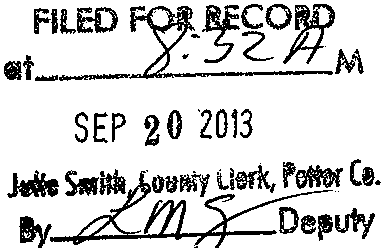 FILED FOR RECORD
at 8:52 A M
SEP 20 2013
Julie Smith, County Clerk, Potter Co.
By LMS Deputy